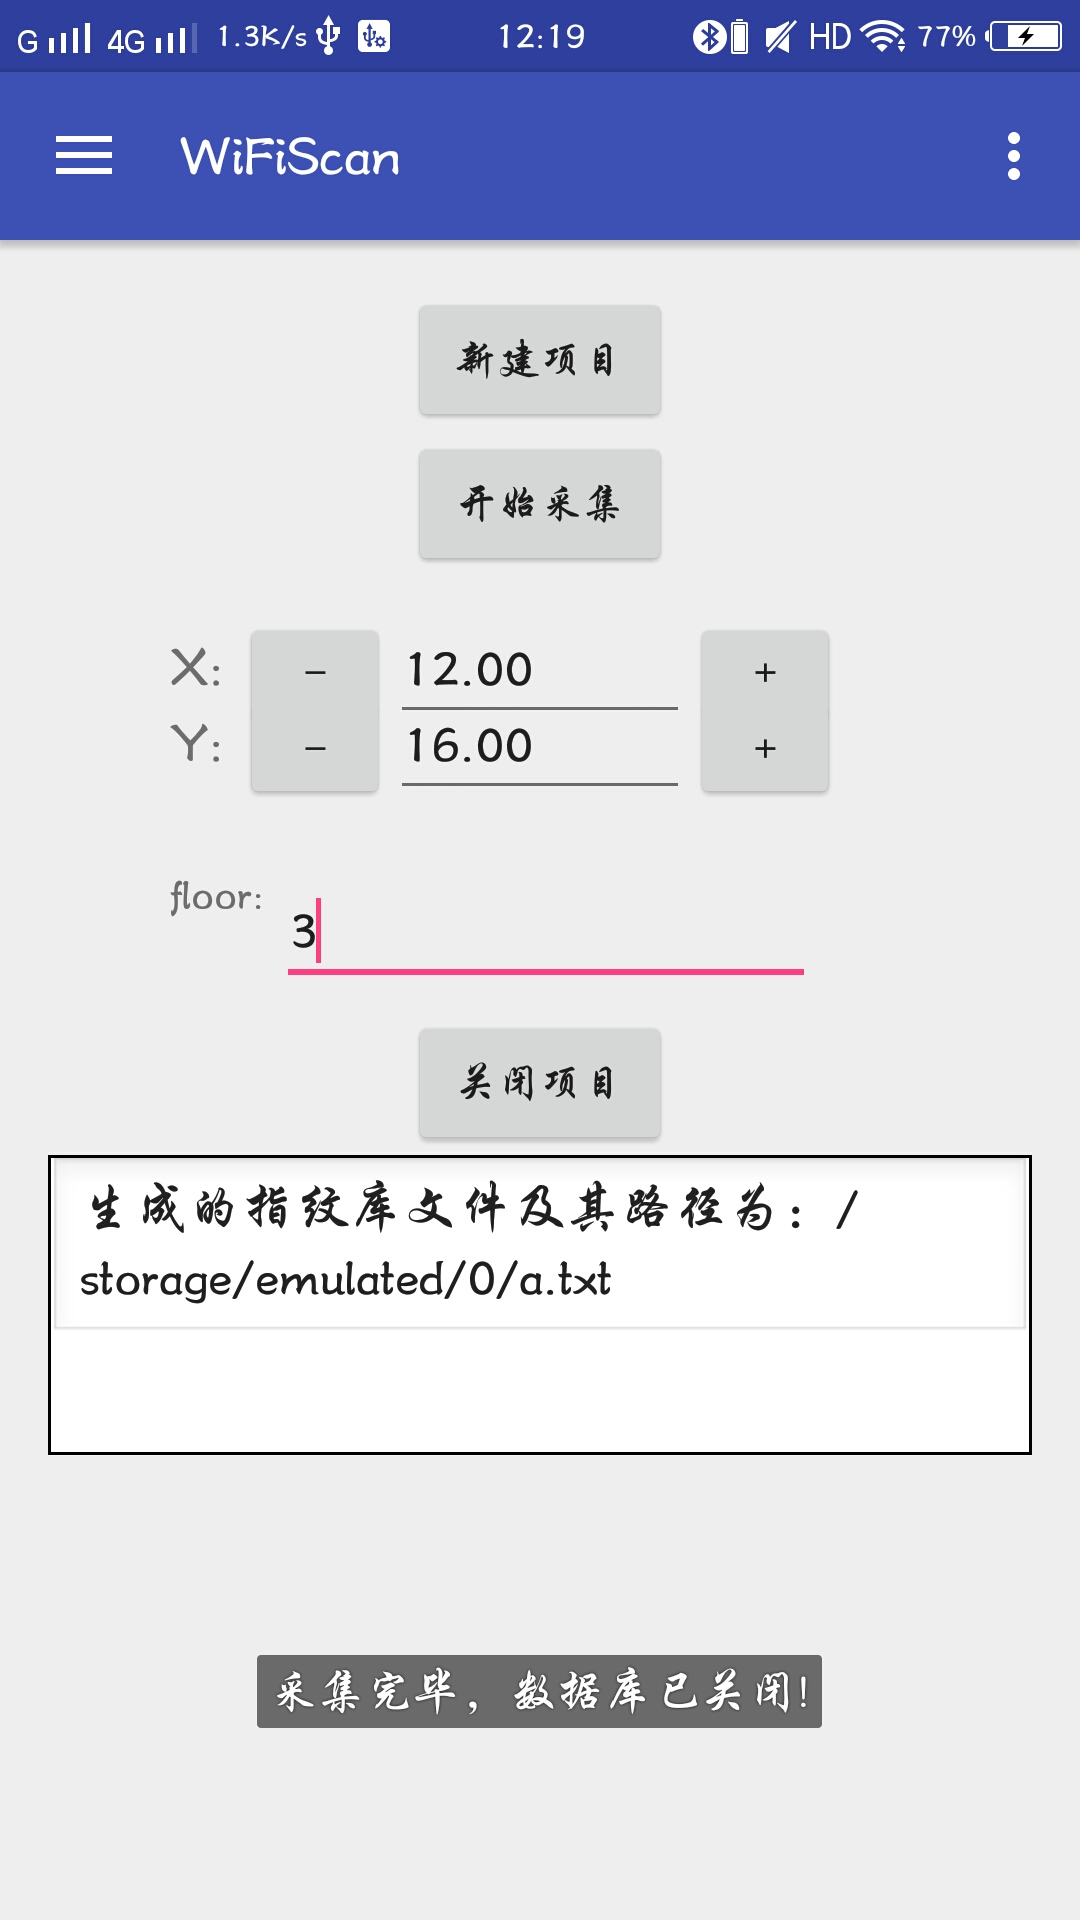 G 4G 1.3K/s 12:19 HD 77%
WiFiScan
新建项目
开始采集
X: − 12.00 +
Y: − 16.00 +
floor: 3
关闭项目
生成的指纹库文件及其路径为：/
storage/emulated/0/a.txt
采集完毕，数据库已关闭!